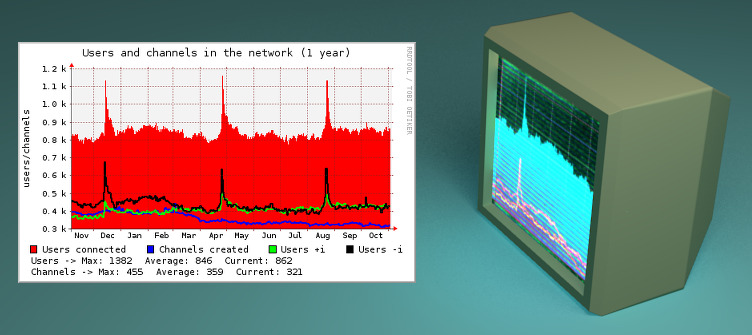 Users and channels in the network (1 year)
RRDTOOL / TOBI OETIKER
users/channels
1.2 k
1.1 k
1.0 k
0.9 k
0.8 k
0.7 k
0.6 k
0.5 k
0.4 k
0.3 k
Nov Dec Jan Feb Mar Apr May Jun Jul Aug Sep Oct
Users connected Channels created Users +i Users -i
Users -> Max: 1382 Average: 846 Current: 862
Channels -> Max: 455 Average: 359 Current: 321